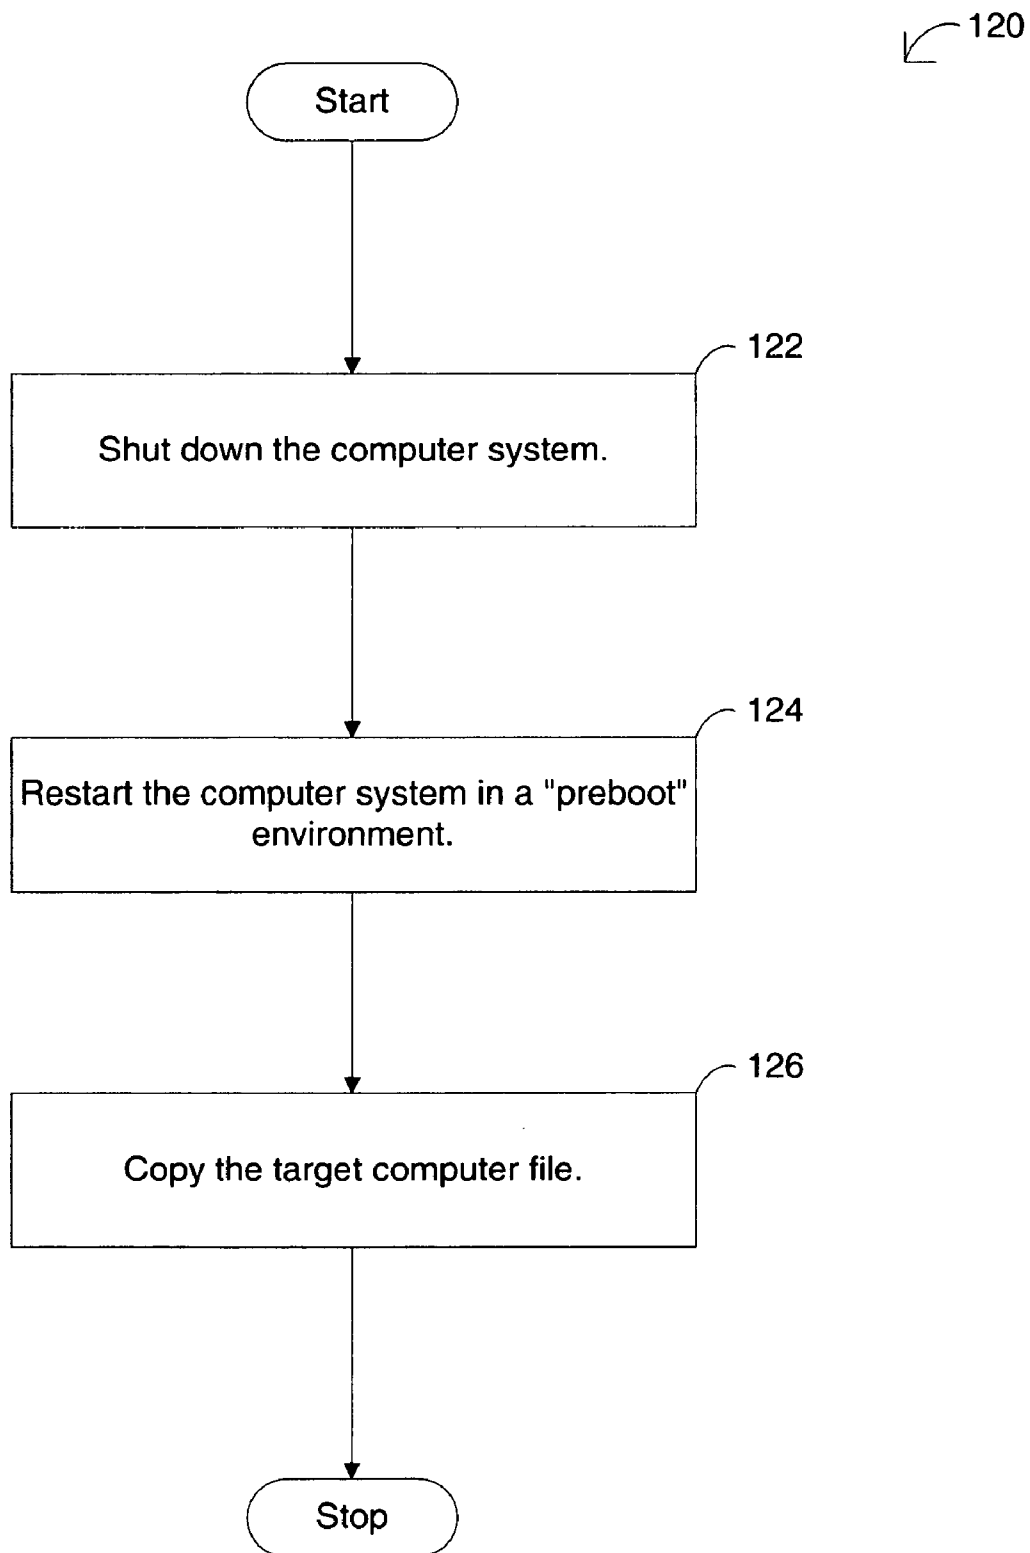 120
Start
122
Shut down the computer system.
124
Restart the computer system in a "preboot"
environment.
126
Copy the target computer file.
Stop